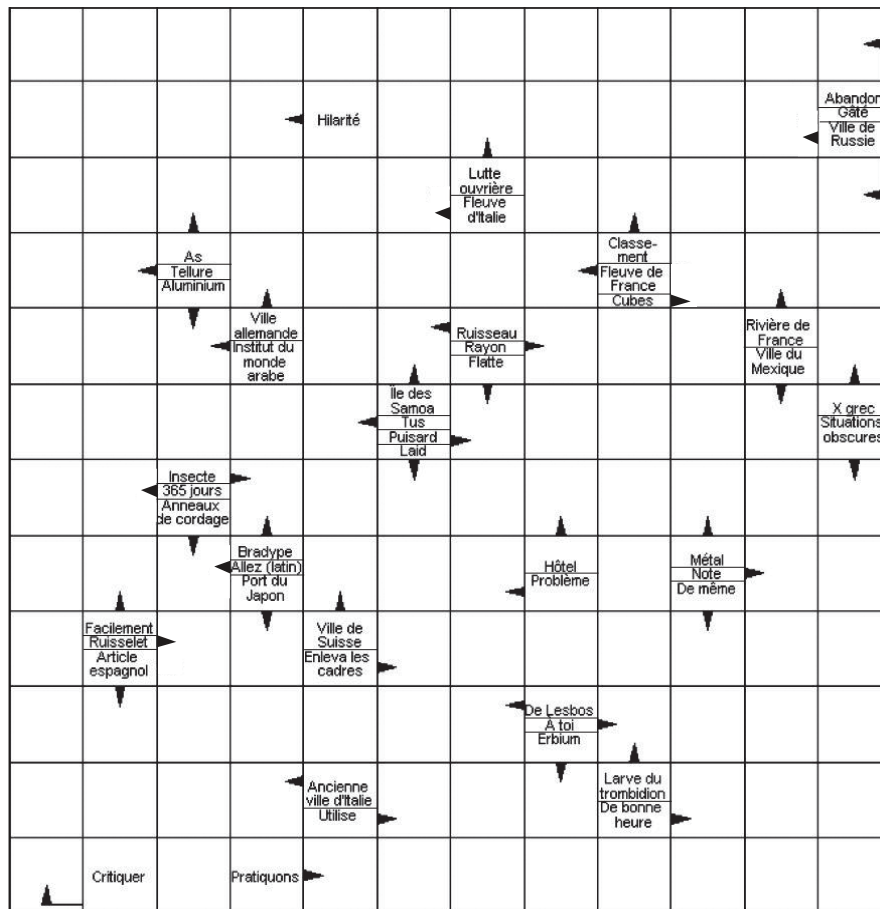 Hilarité
Abandon
Gâté
Ville de
Russie
Lutte
ouvrière
Fleuve
d'Italie
As
Tellure
Aluminium
Classe-
ment
Fleuve de
France
Cubes
Ville
allemande
Institut du
monde
arabe
Ruisseau
Rayon
Flatte
Rivière de
France
Ville du
Mexique
Île des
Samoa
Tus
Puisard
Laid
X grec
Situations
obscures
Insecte
365 jours
Anneaux
de cordage
Bradype
Allez (latin)
Port du
Japon
Hôtel
Problème
Métal
Note
De même
Facilement
Ruisselet
Article
espagnol
Ville de
Suisse
Enleva les
cadres
De Lesbos
À toi
Erbium
Ancienne
ville d'Italie
Utilise
Larve du
trombidion
De bonne
heure
Critiquer
Pratiquons